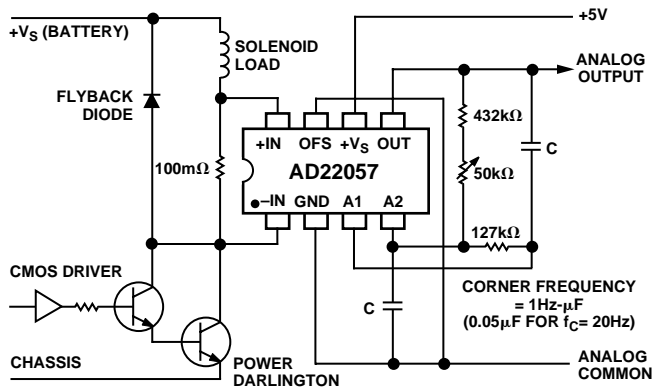 +VS (BATTERY)
+5V
SOLENOID
LOAD
ANALOG
OUTPUT
FLYBACK
DIODE
432kΩ
+IN OFS +VS OUT
C
100mΩ
AD22057
50kΩ
–IN GND A1 A2
127kΩ
CMOS DRIVER
C
CORNER FREQUENCY
= 1Hz-µF
(0.05µF FOR fC= 20Hz)
CHASSIS
POWER
DARLINGTON
ANALOG
COMMON